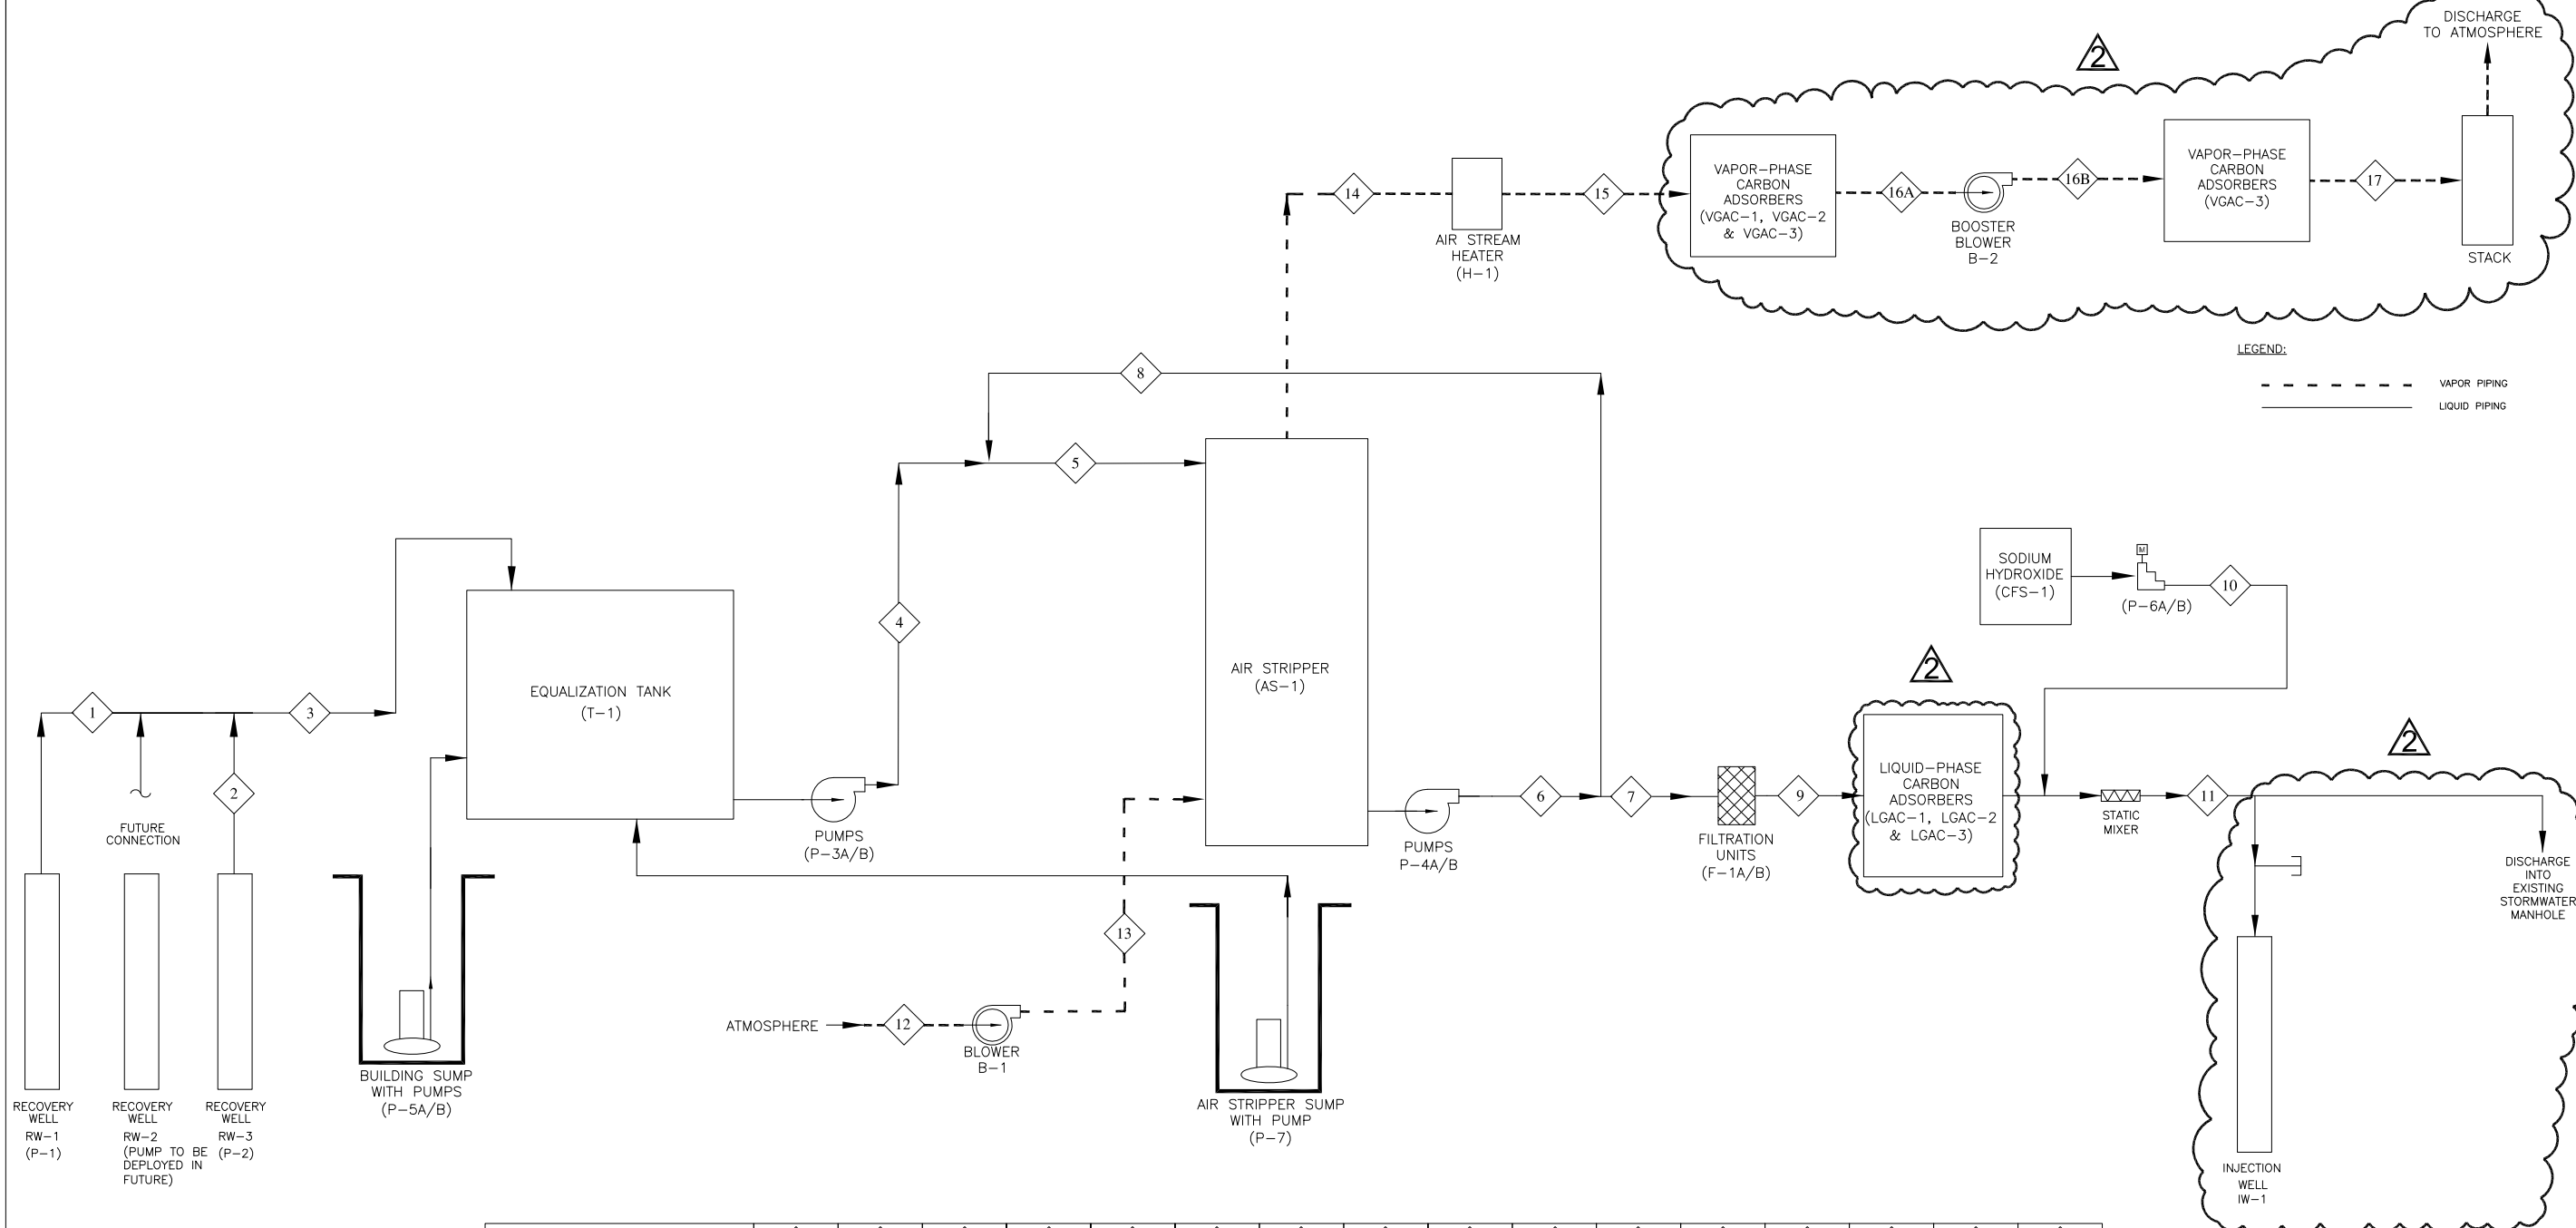 DISCHARGE
TO ATMOSPHERE
2
14
15
VAPOR-PHASE
CARBON
ADSORBERS
(VGAC-1, VGAC-2
& VGAC-3)
16A
BOOSTER
BLOWER
B-2
16B
VAPOR-PHASE
CARBON
ADSORBERS
(VGAC-3)
17
STACK
AIR STREAM
HEATER
(H-1)
LEGEND:
VAPOR PIPING
LIQUID PIPING
8
5
4
SODIUM
HYDROXIDE
(CFS-1)
M
(P-6A/B)
10
EQUALIZATION TANK
(T-1)
AIR STRIPPER
(AS-1)
2
1
3
2
FUTURE
CONNECTION
PUMPS
(P-3A/B)
PUMPS
P-4A/B
6
7
FILTRATION
UNITS
(F-1A/B)
9
LIQUID-PHASE
CARBON
ADSORBERS
(LGAC-1, LGAC-2
& LGAC-3)
STATIC
MIXER
11
2
DISCHARGE
INTO
EXISTING
STORMWATER
MANHOLE
13
ATMOSPHERE
12
BLOWER
B-1
RECOVERY
WELL
RW-1
(P-1)
RECOVERY
WELL
RW-2
(PUMP TO BE
DEPLOYED IN
FUTURE)
RECOVERY
WELL
RW-3
(P-2)
BUILDING SUMP
WITH PUMPS
(P-5A/B)
AIR STRIPPER SUMP
WITH PUMP
(P-7)
INJECTION
WELL
IW-1